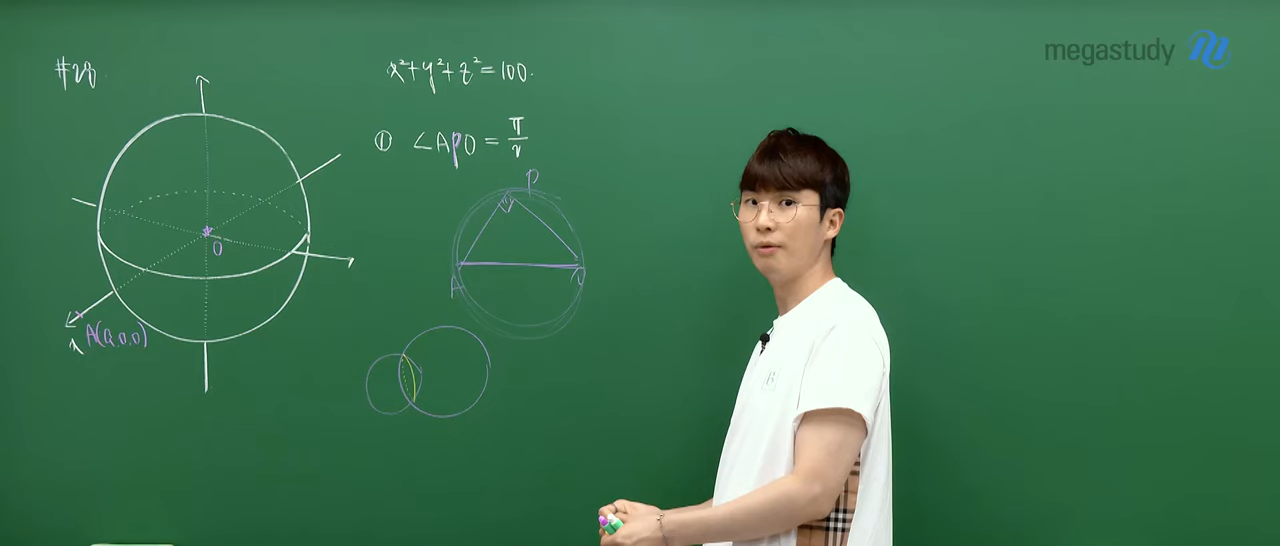 megastudy
#28
x²+y²+z²=100.
① ∠APO = π/2
P
O
A
O
A(a,0,0)
x